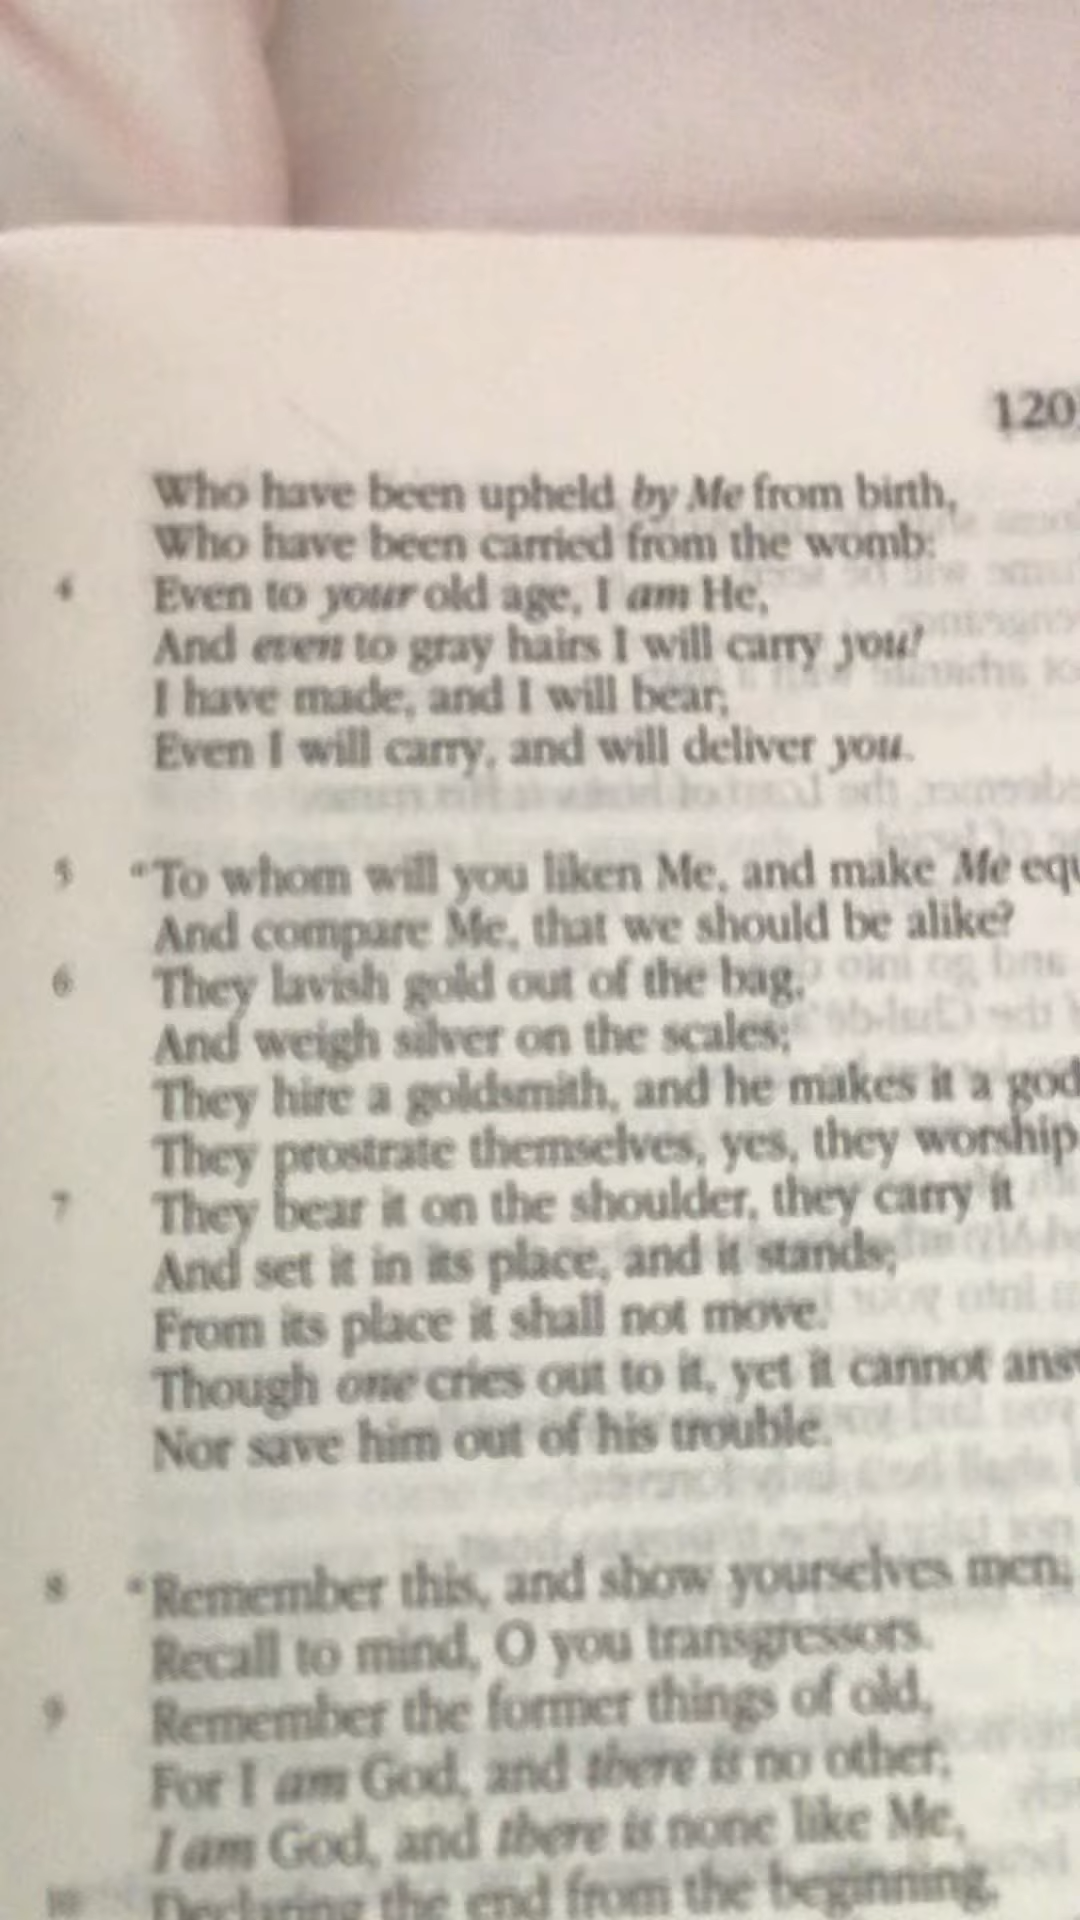 120
Who have been upheld by Me from birth,
Who have been carried from the womb:
4 Even to your old age, I am He,
And even to gray hairs I will carry you!
I have made, and I will bear;
Even I will carry, and will deliver you.
5 “To whom will you liken Me, and make Me equ
And compare Me, that we should be alike?
6 They lavish gold out of the bag,
And weigh silver on the scales;
They hire a goldsmith, and he makes it a god
They prostrate themselves, yes, they worship
7 They bear it on the shoulder, they carry it
And set it in its place, and it stands;
From its place it shall not move.
Though one cries out to it, yet it cannot ans
Nor save him out of his trouble.
8 “Remember this, and show yourselves men;
Recall to mind, O you transgressors.
9 Remember the former things of old,
For I am God, and there is no other;
I am God, and there is none like Me,
10 Declaring the end from the beginning,